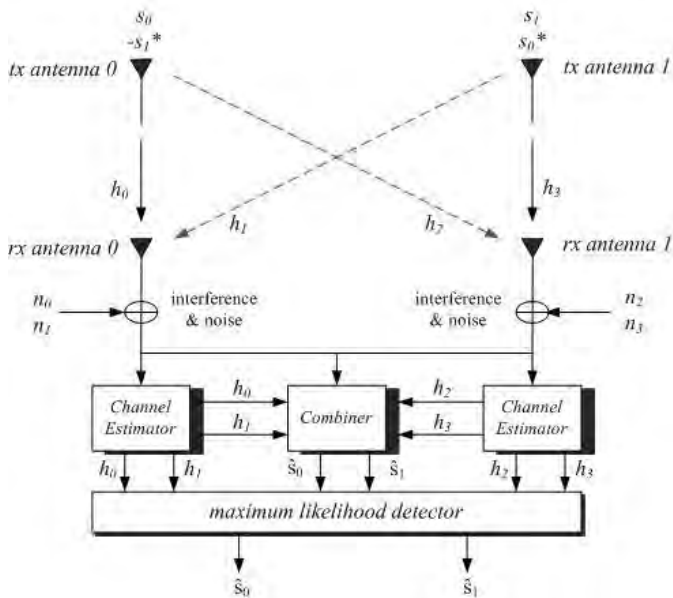 s₀ s₁
-s₁* s₀*
tx antenna 0 tx antenna 1
h₀ h₁ h₂ h₃
rx antenna 0 rx antenna 1
n₀ interference interference n₂
n₁ & noise & noise n₃
Channel Estimator
h₀
h₁
Combiner
h₂
h₃
Channel Estimator
h₀ h₁ ŝ₀ ŝ₁ h₂ h₃
maximum likelihood detector
ŝ₀ ŝ₁